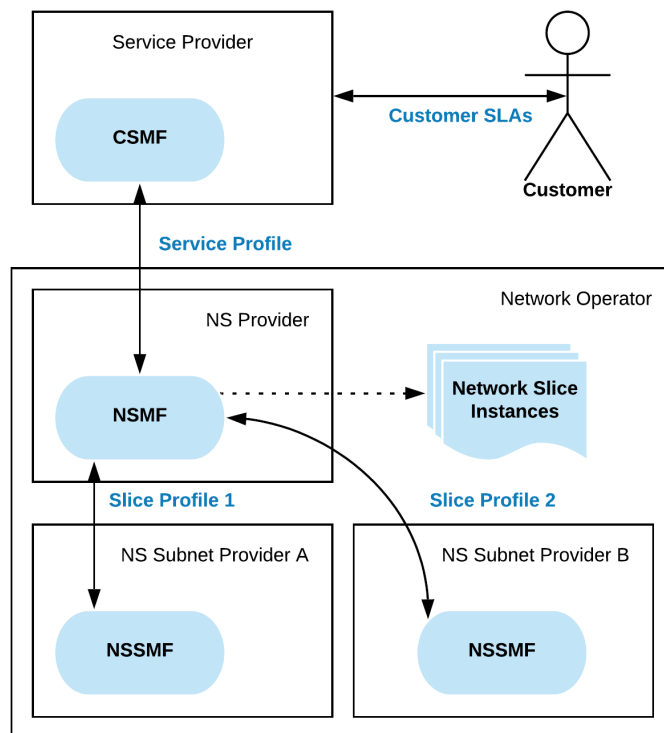 Service Provider
CSMF
Customer SLAs
Customer
Service Profile
Network Operator
NS Provider
NSMF
Network Slice
Instances
Slice Profile 1
Slice Profile 2
NS Subnet Provider A
NS Subnet Provider B
NSSMF
NSSMF